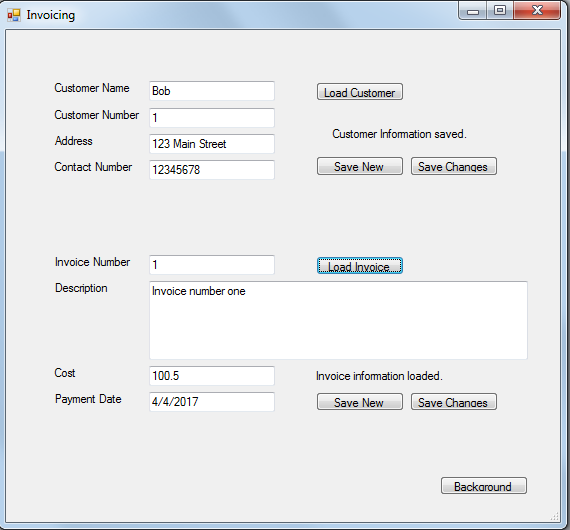 Invoicing
Customer Name Bob Load Customer
Customer Number 1
Customer Information saved.
Address 123 Main Street
Contact Number 12345678 Save New Save Changes
Invoice Number 1 Load Invoice
Description Invoice number one
Cost 100.5 Invoice information loaded.
Payment Date 4/4/2017 Save New Save Changes
Background